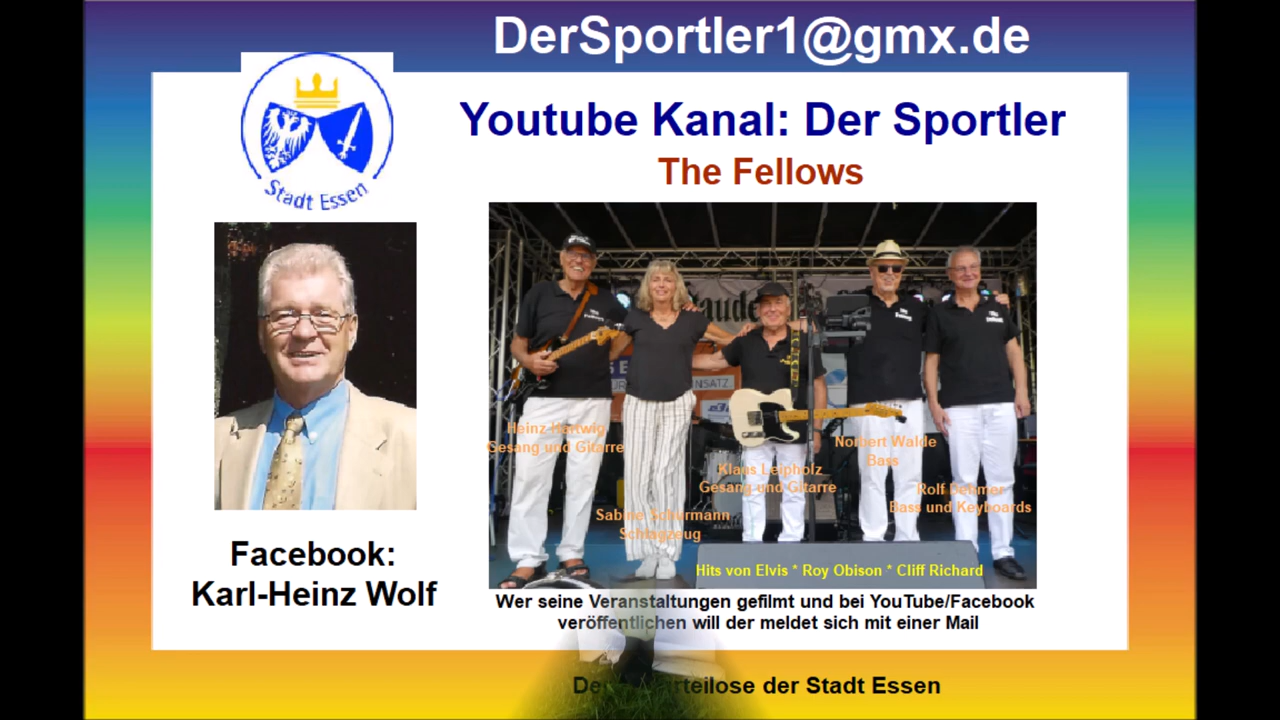 DerSportler1@gmx.de
Stadt Essen
Youtube Kanal: Der Sportler
The Fellows
Heinz Hartwig
Gesang und Gitarre
Norbert Walde
Bass
Klaus Leipholz
Gesang und Gitarre
Rolf
Bass und Keyboards
Sabine
Schlagzeug
Hits von Elvis * Roy Obison * Cliff Richard
Facebook:
Karl-Heinz Wolf
Wer seine Veranstaltungen gefilmt und bei YouTube/Facebook
veröffentlichen will der meldet sich mit einer Mail
der Stadt Essen